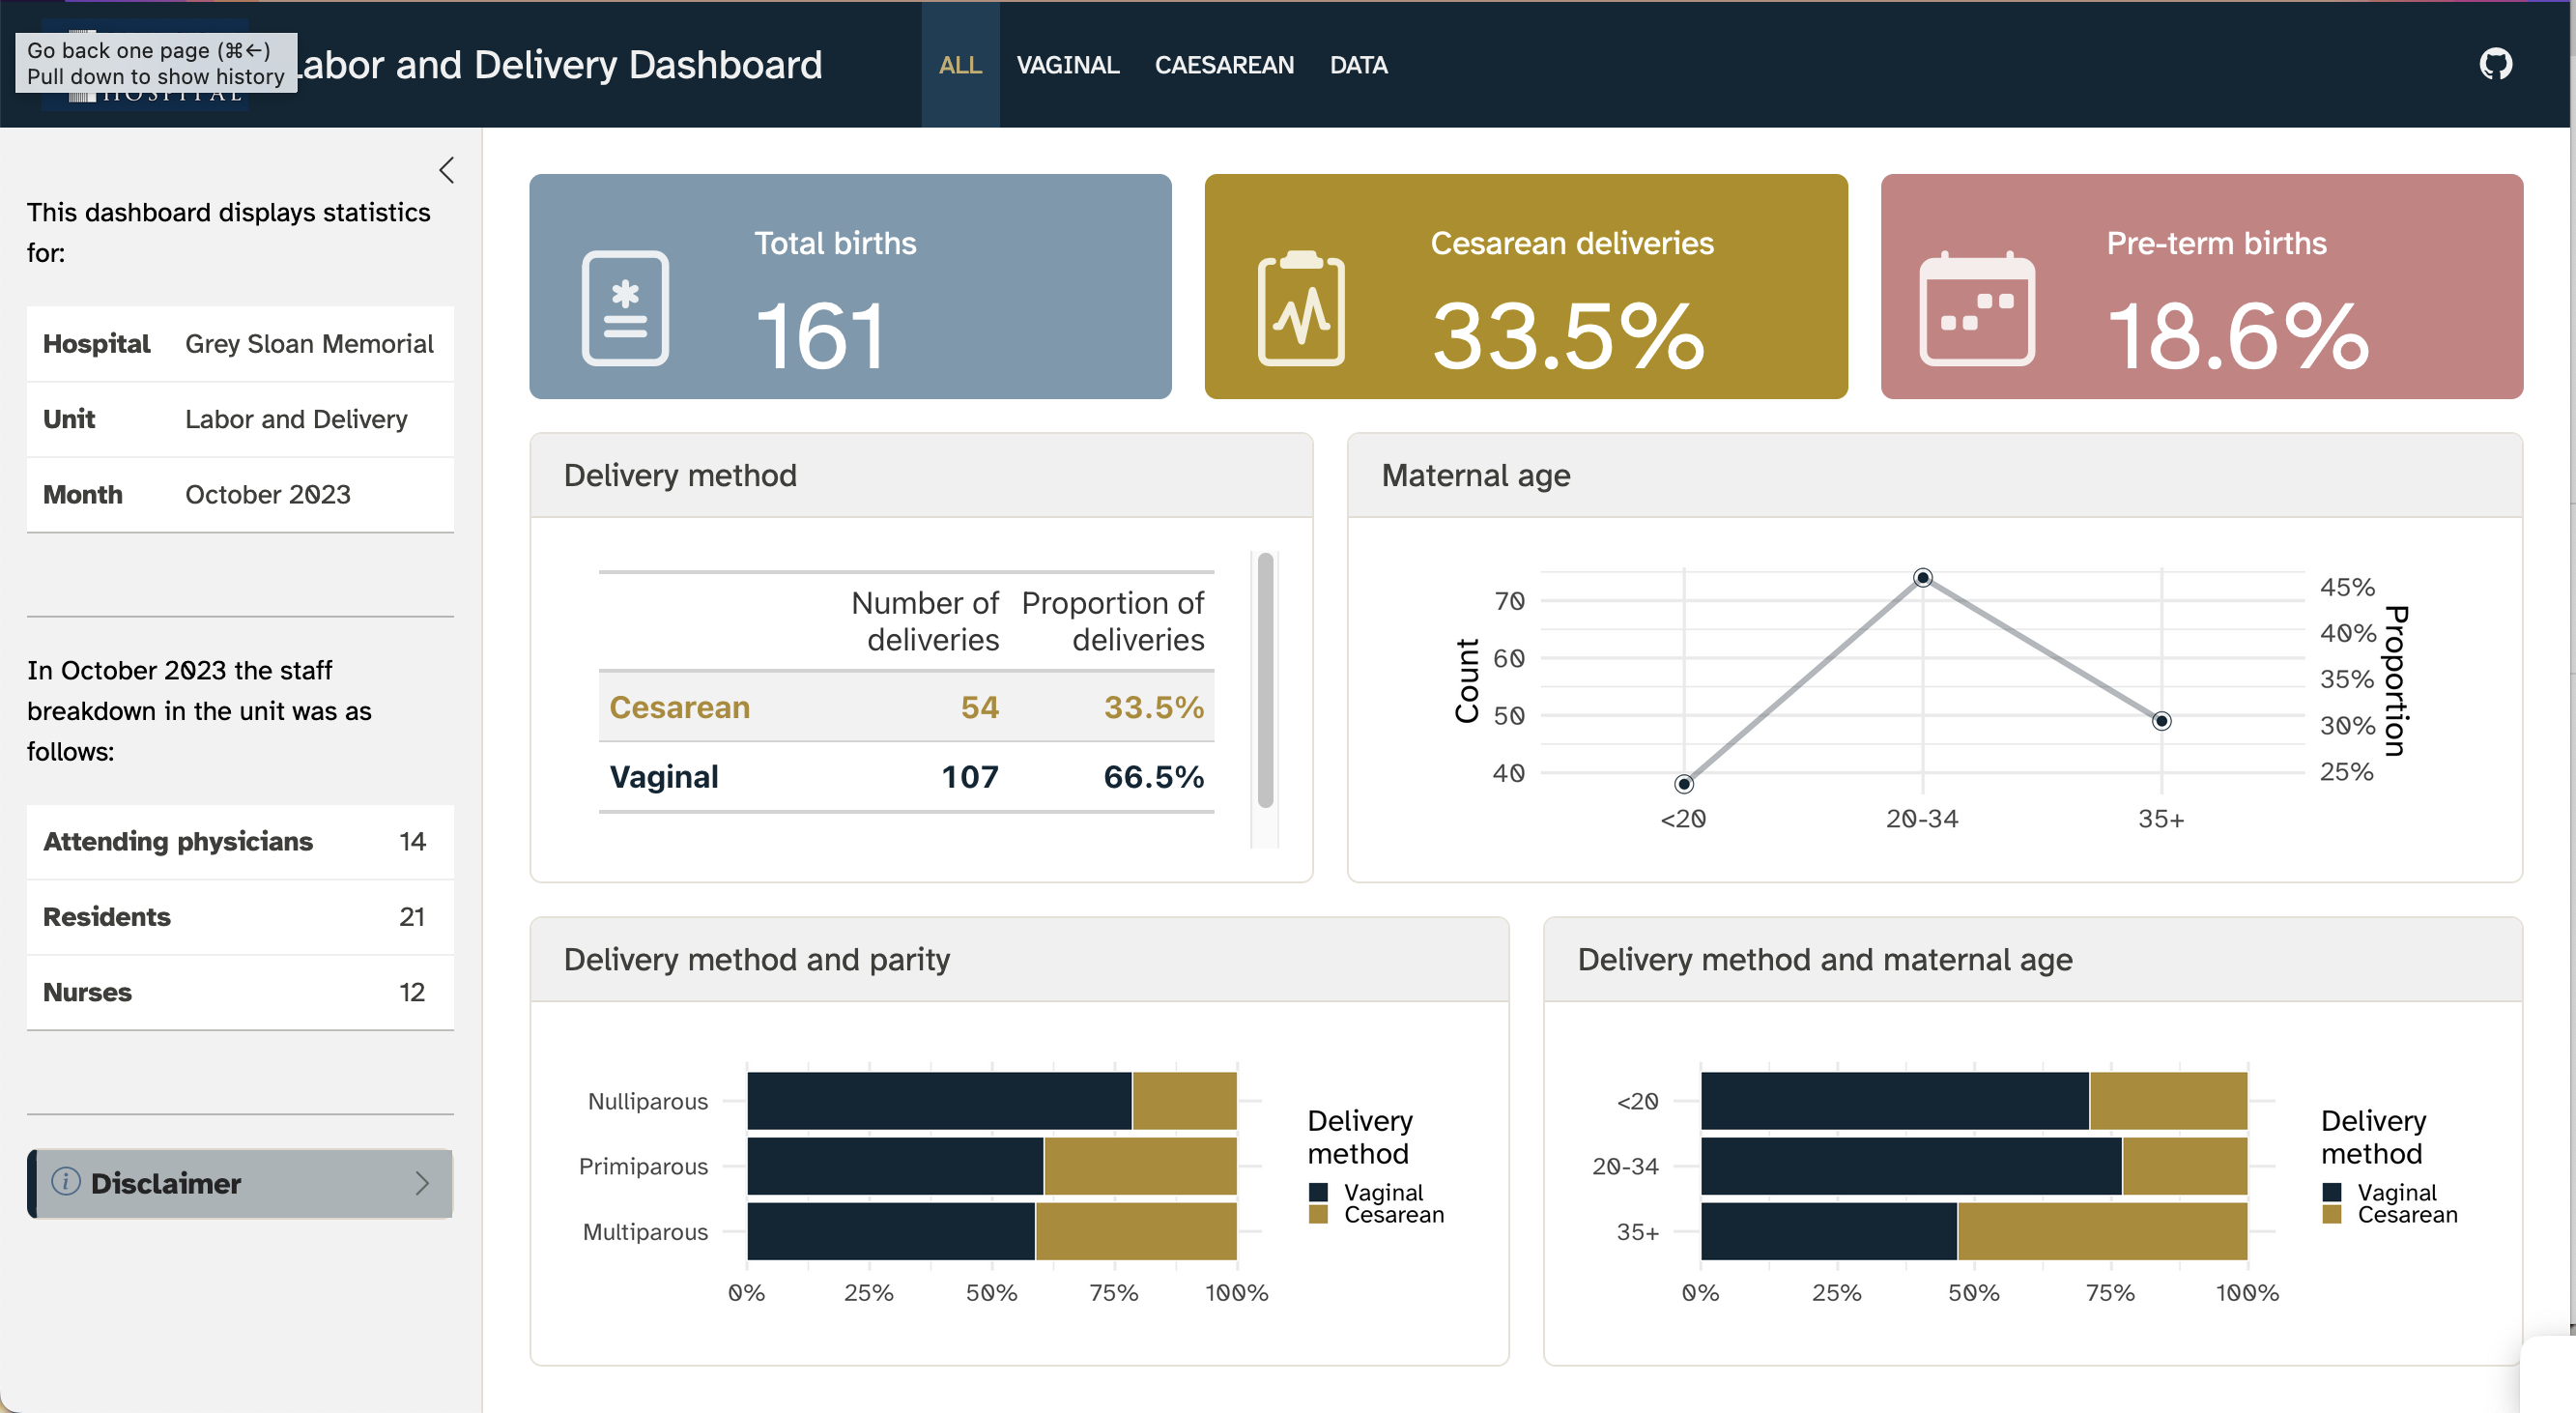 Go back one page (⌘←)
Pull down to show history
HOSPITAL
Labor and Delivery Dashboard
ALL
VAGINAL
CAESAREAN
DATA
This dashboard displays statistics
for:
Hospital Grey Sloan Memorial
Unit Labor and Delivery
Month October 2023
In October 2023 the staff
breakdown in the unit was as
follows:
Attending physicians 14
Residents 21
Nurses 12
Disclaimer
Total births
161
Cesarean deliveries
33.5%
Pre-term births
18.6%
Delivery method
Number of deliveries Proportion of deliveries
Cesarean 54 33.5%
Vaginal 107 66.5%
Maternal age
Count
70
60
50
40
<20 20-34 35+
45%
40%
35%
30%
25%
Proportion
Delivery method and parity
Nulliparous
Primiparous
Multiparous
0% 25% 50% 75% 100%
Delivery
method
Vaginal
Cesarean
Delivery method and maternal age
<20
20-34
35+
0% 25% 50% 75% 100%
Delivery
method
Vaginal
Cesarean